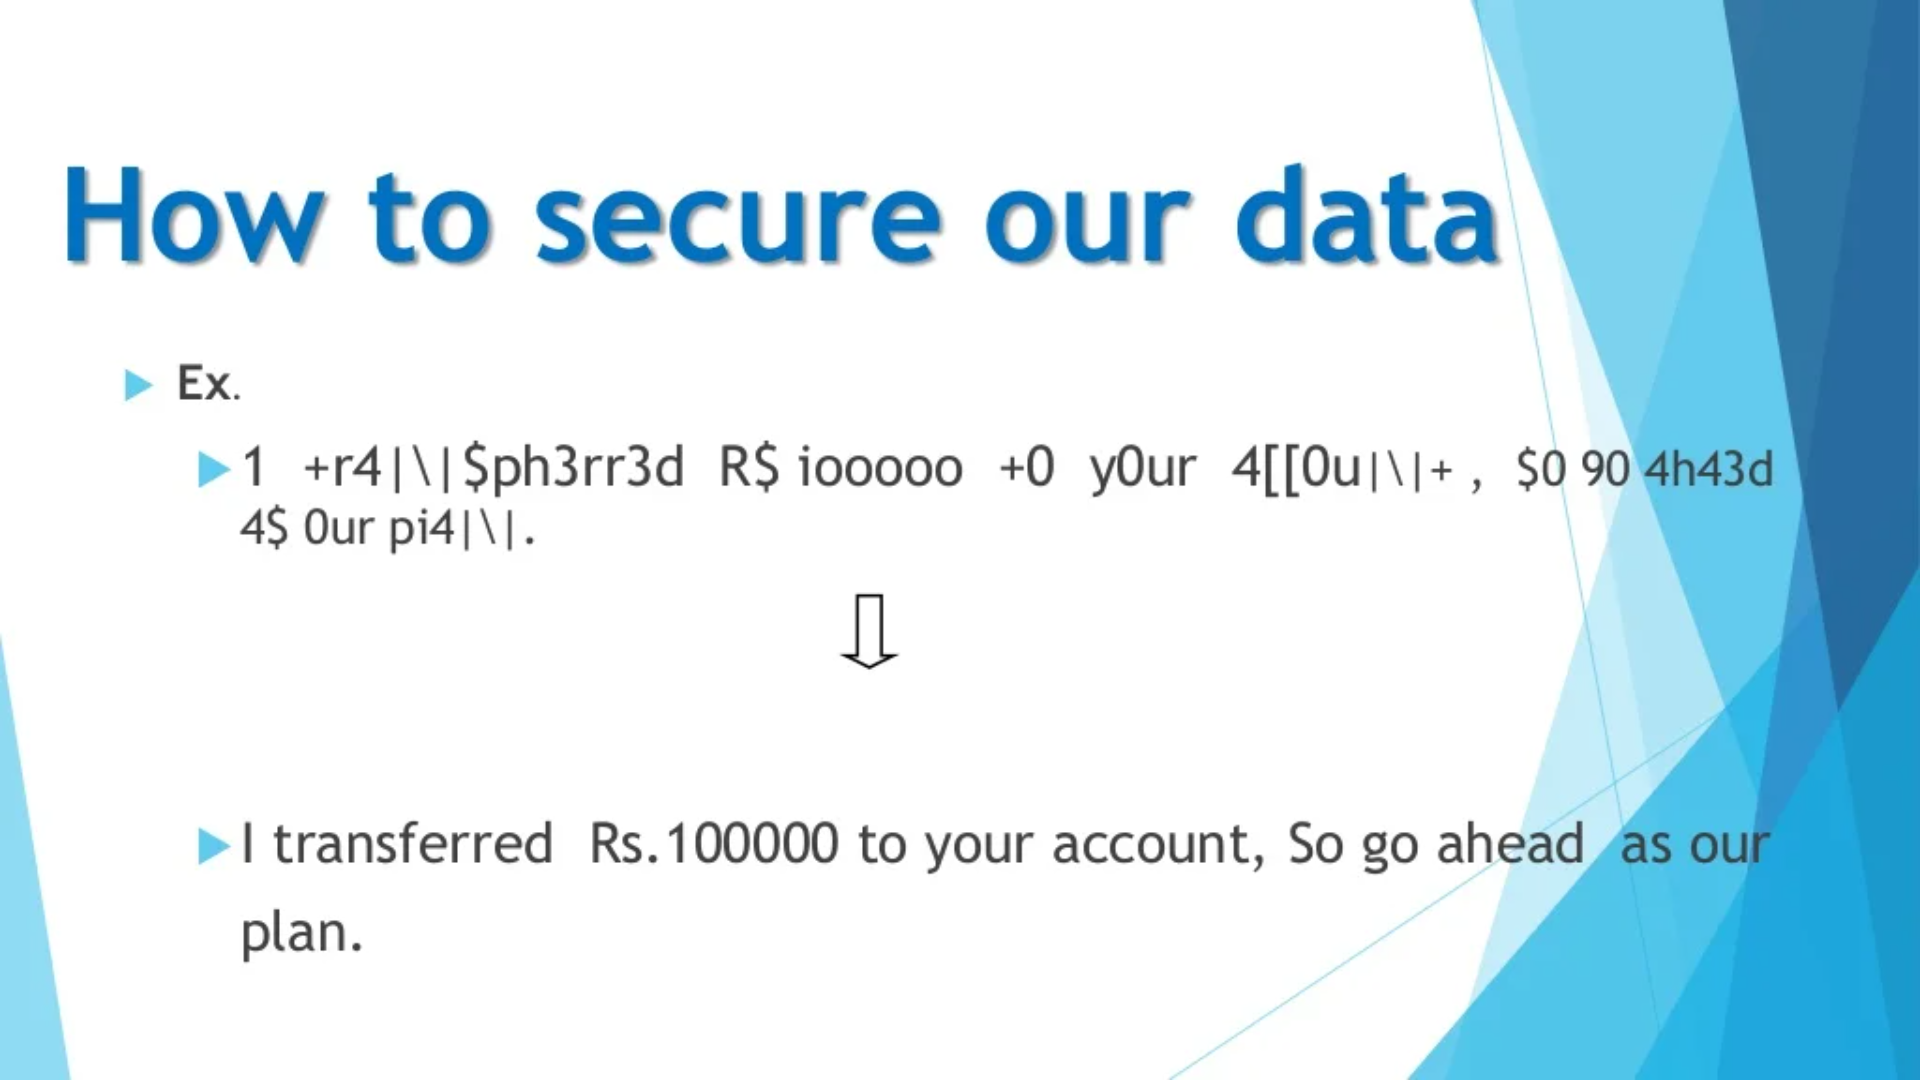 How to secure our data
Ex.
1 +r4|\|$ph3rr3d R$ iooooo +0 y0ur 4[[0u|\|+ , $0 90 4h43d
4$ 0ur pi4|\|.
I transferred Rs.100000 to your account, So go ahead as our
plan.